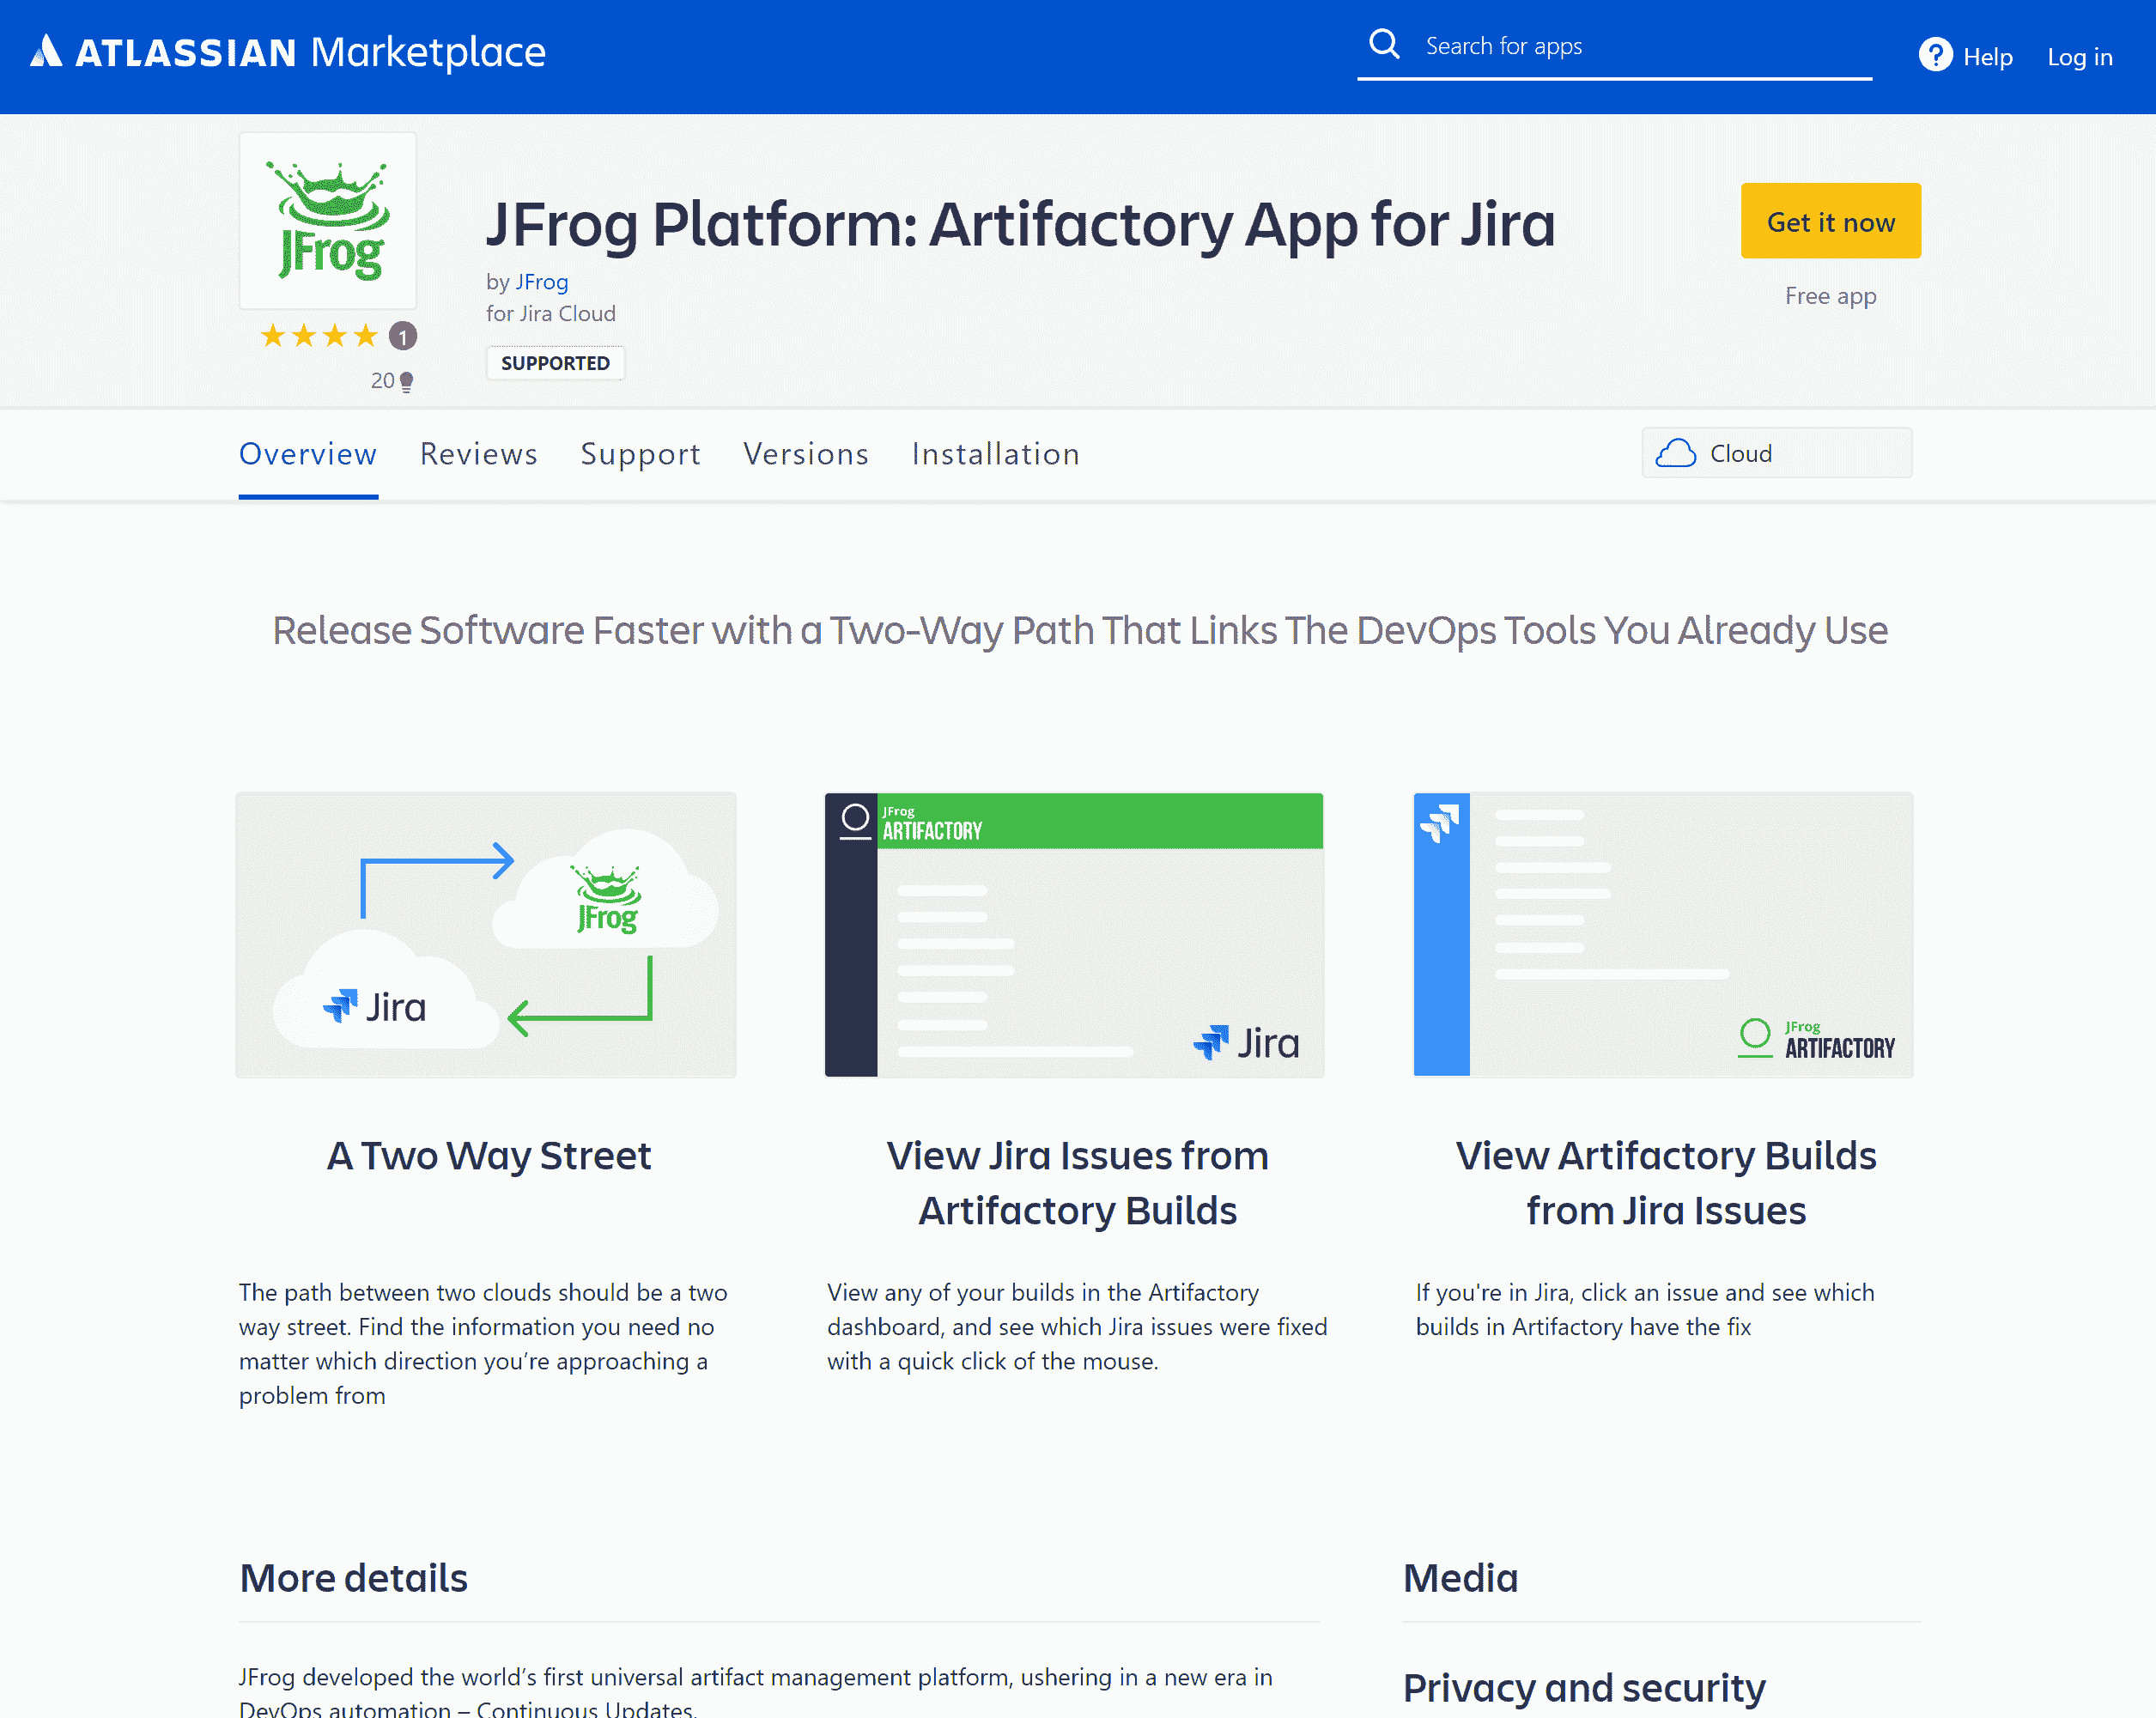 ATLASSIAN Marketplace
Search for apps
? Help
Log in
JFrog
JFrog Platform: Artifactory App for Jira
by JFrog
for Jira Cloud
SUPPORTED
1
20
Get it now
Free app
Overview
Reviews
Support
Versions
Installation
Cloud
Release Software Faster with a Two-Way Path That Links The DevOps Tools You Already Use
JFrog
Jira
JFrog
ARTIFACTORY
Jira
JFrog
ARTIFACTORY
A Two Way Street
The path between two clouds should be a two
way street. Find the information you need no
matter which direction you’re approaching a
problem from
View Jira Issues from
Artifactory Builds
View any of your builds in the Artifactory
dashboard, and see which Jira issues were fixed
with a quick click of the mouse.
View Artifactory Builds
from Jira Issues
If you're in Jira, click an issue and see which
builds in Artifactory have the fix
More details
JFrog developed the world’s first universal artifact management platform, ushering in a new era in
DevOps automation – Continuous Updates.
Media
Privacy and security